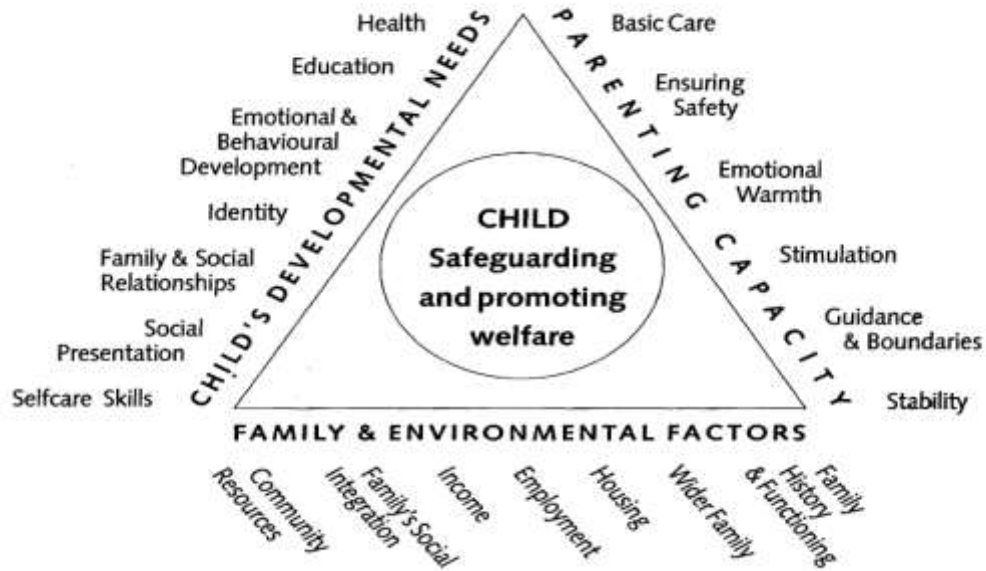 Health
Education
Emotional &
Behavioural
Development
Identity
Family & Social
Relationships
Social
Presentation
Selfcare Skills
CHILD'S DEVELOPMENTAL NEEDS
CHILD
Safeguarding
and promoting
welfare
PARENTING CAPACITY
Basic Care
Ensuring
Safety
Emotional
Warmth
Stimulation
Guidance
& Boundaries
Stability
FAMILY & ENVIRONMENTAL FACTORS
Community
Resources
Family's Social
Integration
Income
Employment
Housing
Wider Family
Family
History
& Functioning